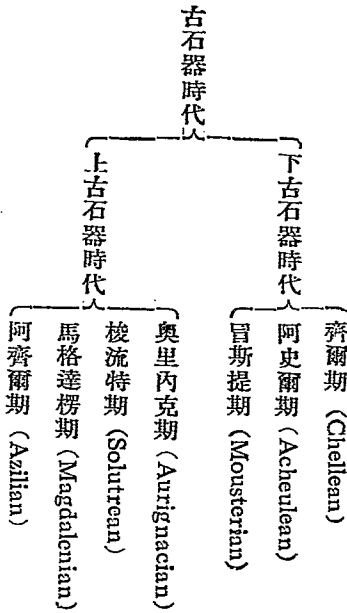 古石器時代
下古石器時代
齊爾期 (Chellean)
阿史爾期 (Acheulean)
冒斯提期 (Mousterian)
上古石器時代
奧里內克期 (Aurignacian)
梭流特期 (Solutrean)
馬格達楞期 (Magdalenian)
阿齊爾期 (Azilian)